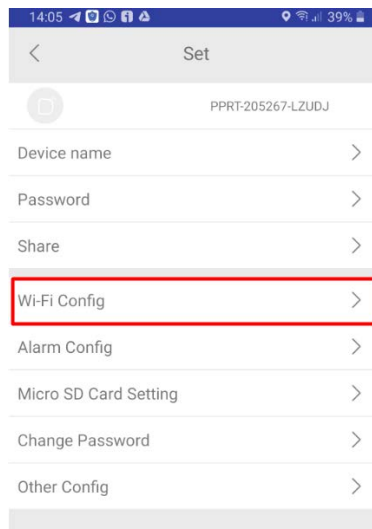 14:05 39%
Set
PPRT-205267-LZUDJ
Device name
Password
Share
Wi-Fi Config
Alarm Config
Micro SD Card Setting
Change Password
Other Config